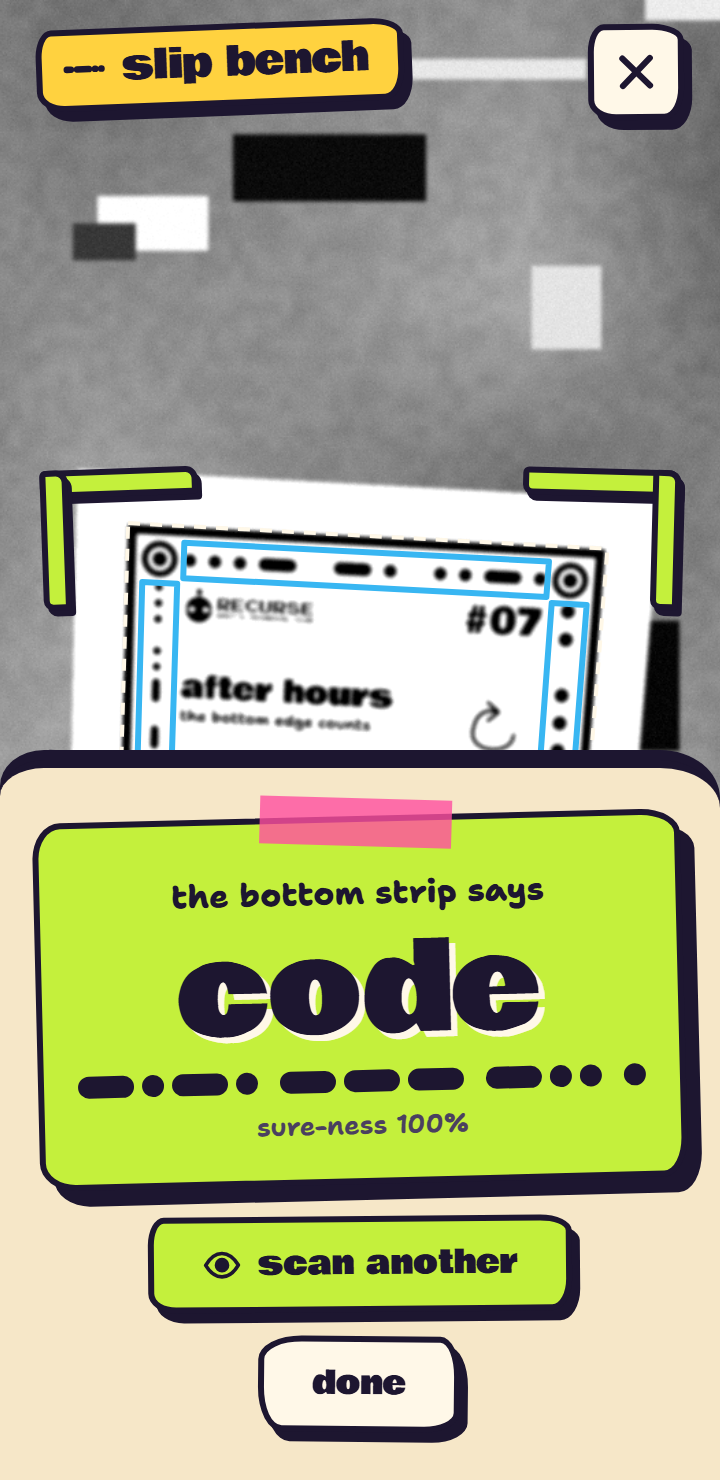 slip bench
RECURSE
#07
after hours
the bottom edge counts
the bottom strip says
code
sure-ness 100%
scan another
done